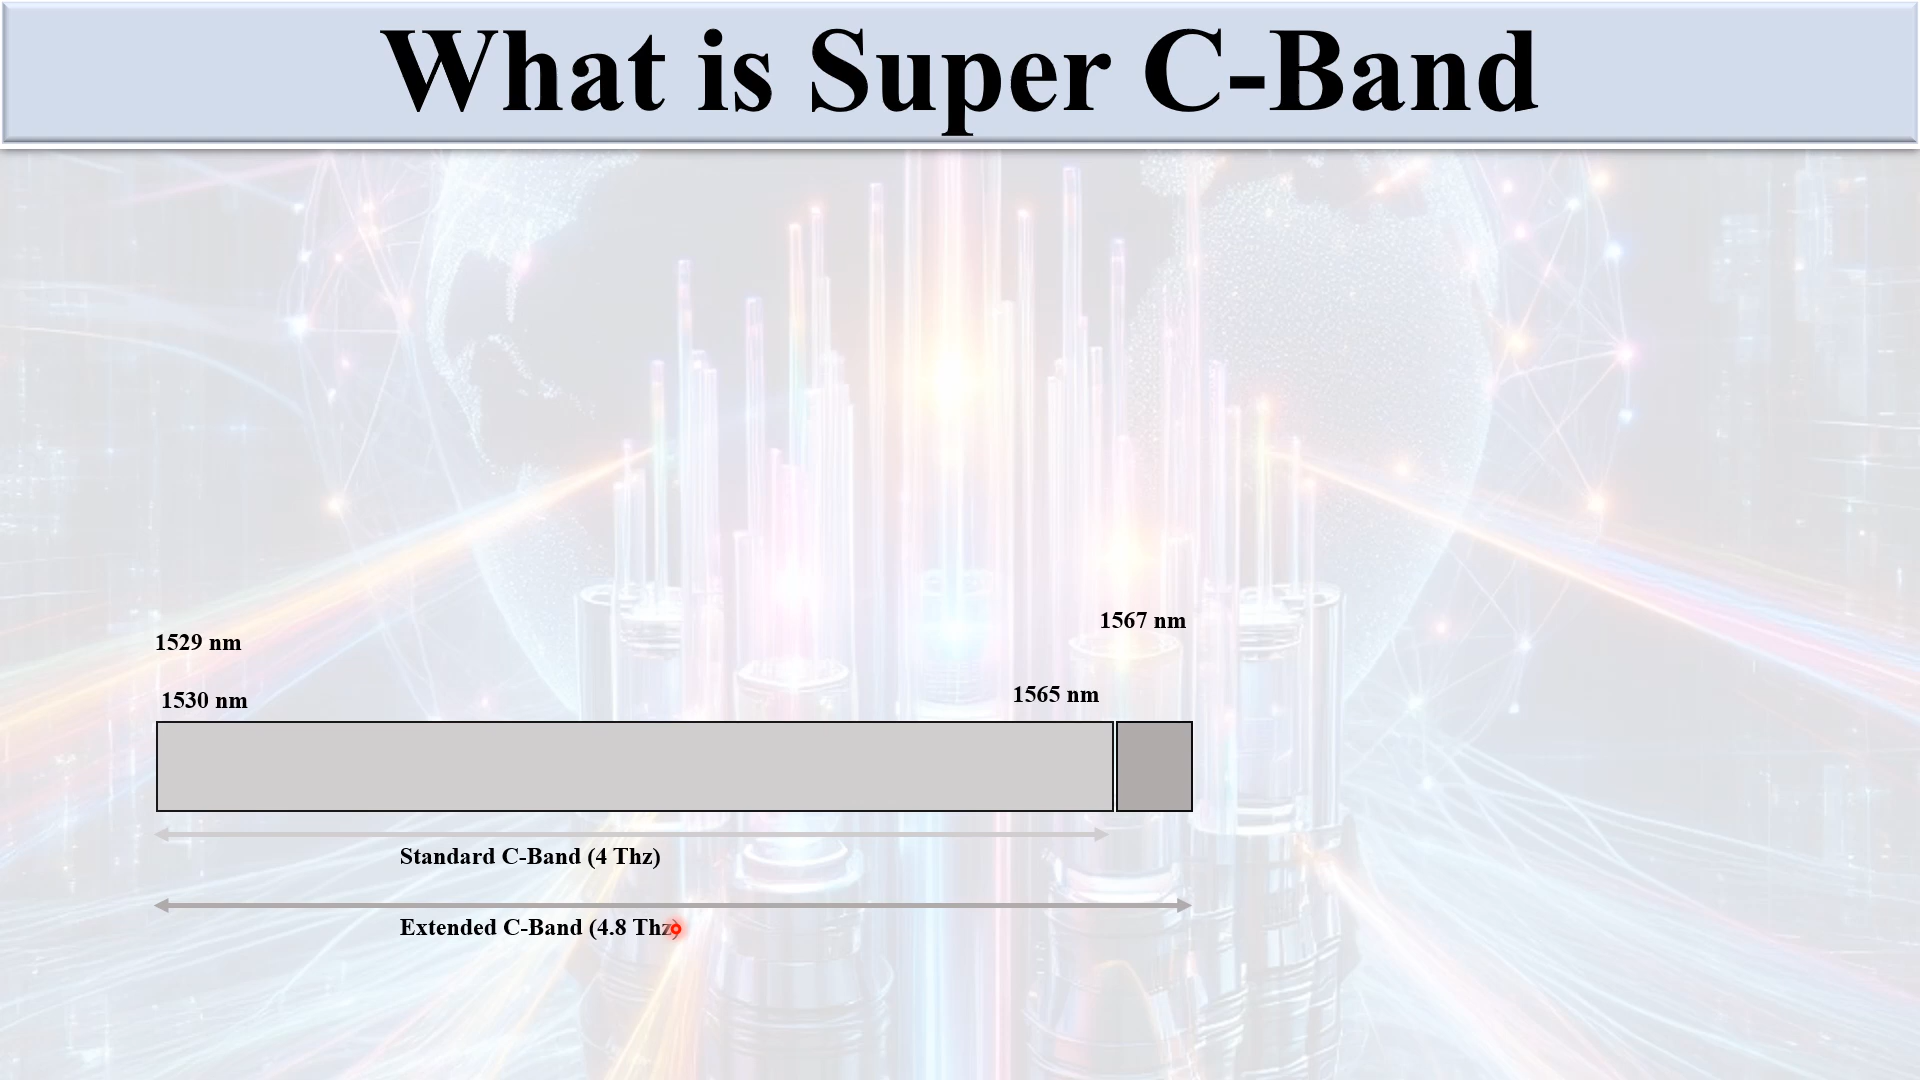 What is Super C-Band
1567 nm
1529 nm
1565 nm
1530 nm
Standard C-Band (4 Thz)
Extended C-Band (4.8 Thz)